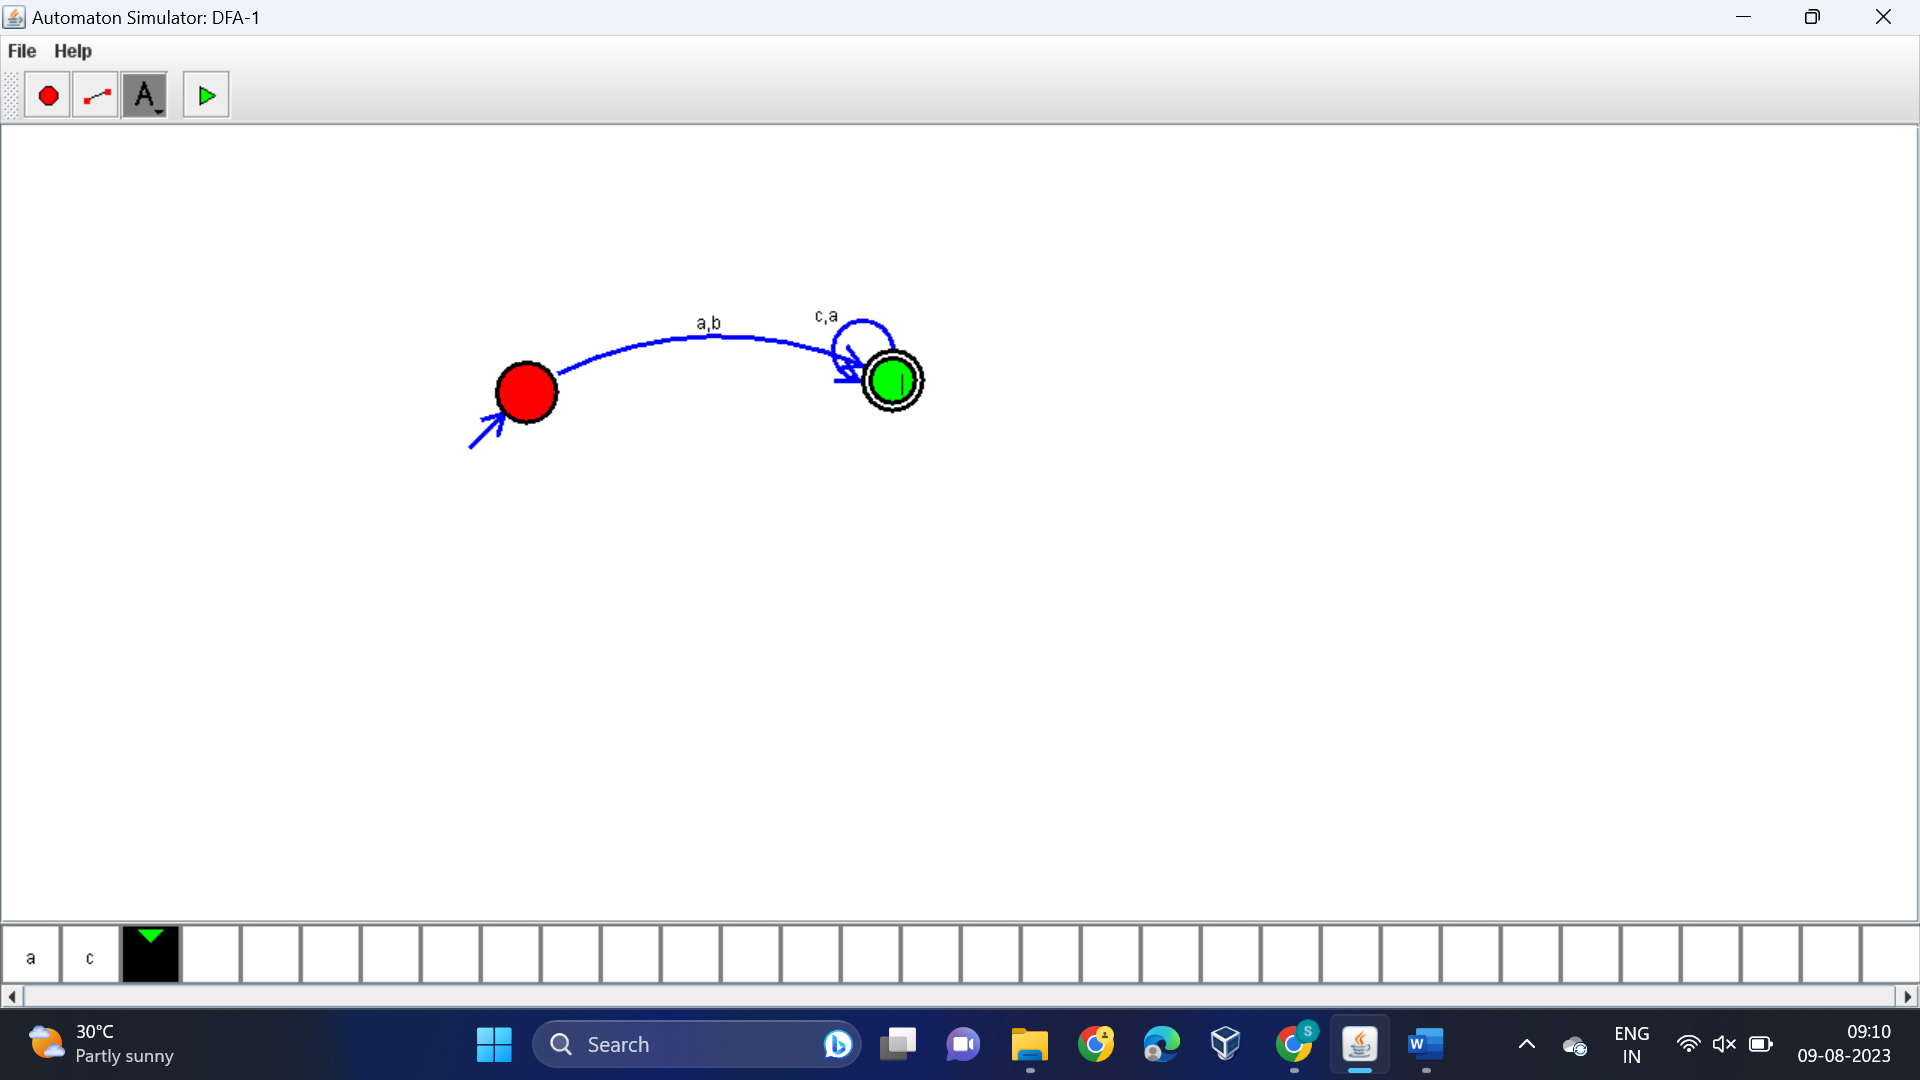 Automaton Simulator: DFA-1
File Help
A
c,a
a,b
a c
30°C
Partly sunny
Search
S
W
ENG
IN
09:10
09-08-2023